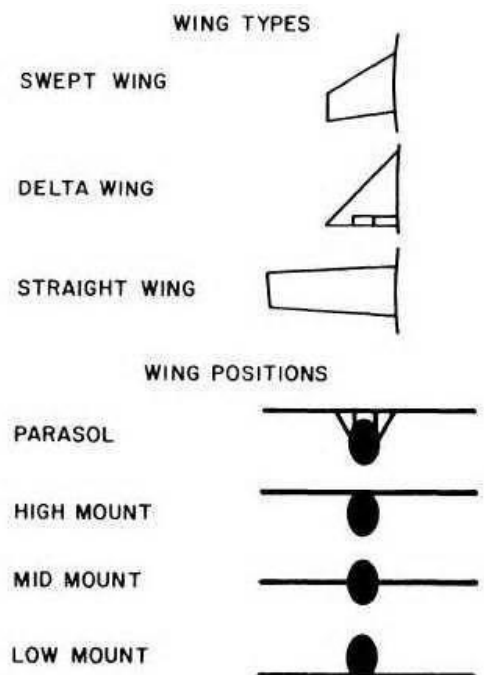 WING TYPES
SWEPT WING
DELTA WING
STRAIGHT WING
WING POSITIONS
PARASOL
HIGH MOUNT
MID MOUNT
LOW MOUNT